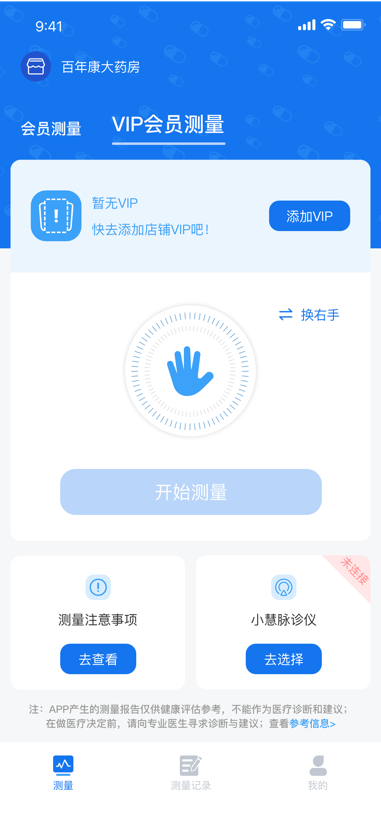 9:41
百年康大药房
会员测量
VIP会员测量
暂无VIP
快去添加店铺VIP吧！
添加VIP
换右手
开始测量
测量注意事项
去查看
未连接
小慧脉诊仪
去选择
注：APP产生的测量报告仅供健康评估参考，不能作为医疗诊断和建议；
在做医疗决定前，请向专业医生寻求诊断与建议；查看参考信息>
测量
测量记录
我的